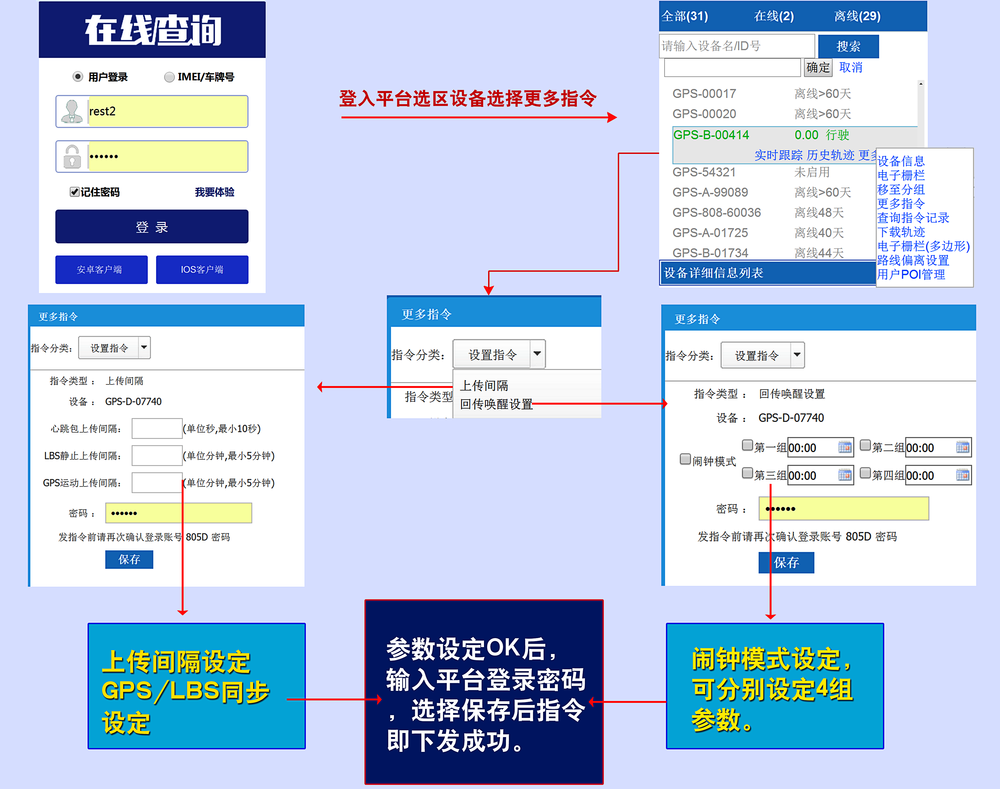 在线查询
用户登录 IMEI/车牌号
rest2
••••••
记住密码 我要体验
登 录
安卓客户端 IOS客户端
登入平台选区设备选择更多指令
全部(31) 在线(2) 离线(29)
请输入设备名/ID号 搜索
确定 取消
GPS-00017 离线>60天
GPS-00020 离线>60天
GPS-B-00414 0.00 行驶
实时跟踪 历史轨迹 更多
GPS-54321 未启用
GPS-A-99089 离线>60天
GPS-808-60036 离线48天
GPS-A-01725 离线40天
GPS-B-01734 离线44天
设备详细信息列表
设备信息
电子栅栏
移至分组
更多指令
查询指令记录
下载轨迹
电子栅栏(多边形)
路线偏离设置
用户POI管理
更多指令
指令分类： 设置指令
指令类型： 上传间隔
设备： GPS-D-07740
心跳包上传间隔： (单位秒,最小10秒)
LBS静止上传间隔： (单位分钟,最小5分钟)
GPS运动上传间隔： (单位分钟,最小5分钟)
密码： ••••••
发指令前请再次确认登录账号 805D 密码
保存
更多指令
指令分类： 设置指令
上传间隔
指令类型
回传唤醒设置
更多指令
指令分类： 设置指令
指令类型： 回传唤醒设置
设备： GPS-D-07740
第一组 00:00 第二组 00:00
闹钟模式
第三组 00:00 第四组 00:00
密码： ••••••
发指令前请再次确认登录账号 805D 密码
保存
上传间隔设定
GPS/LBS同步
设定
参数设定OK后，
输入平台登录密码
，选择保存后指令
即下发成功。
闹钟模式设定，
可分别设定4组
参数。